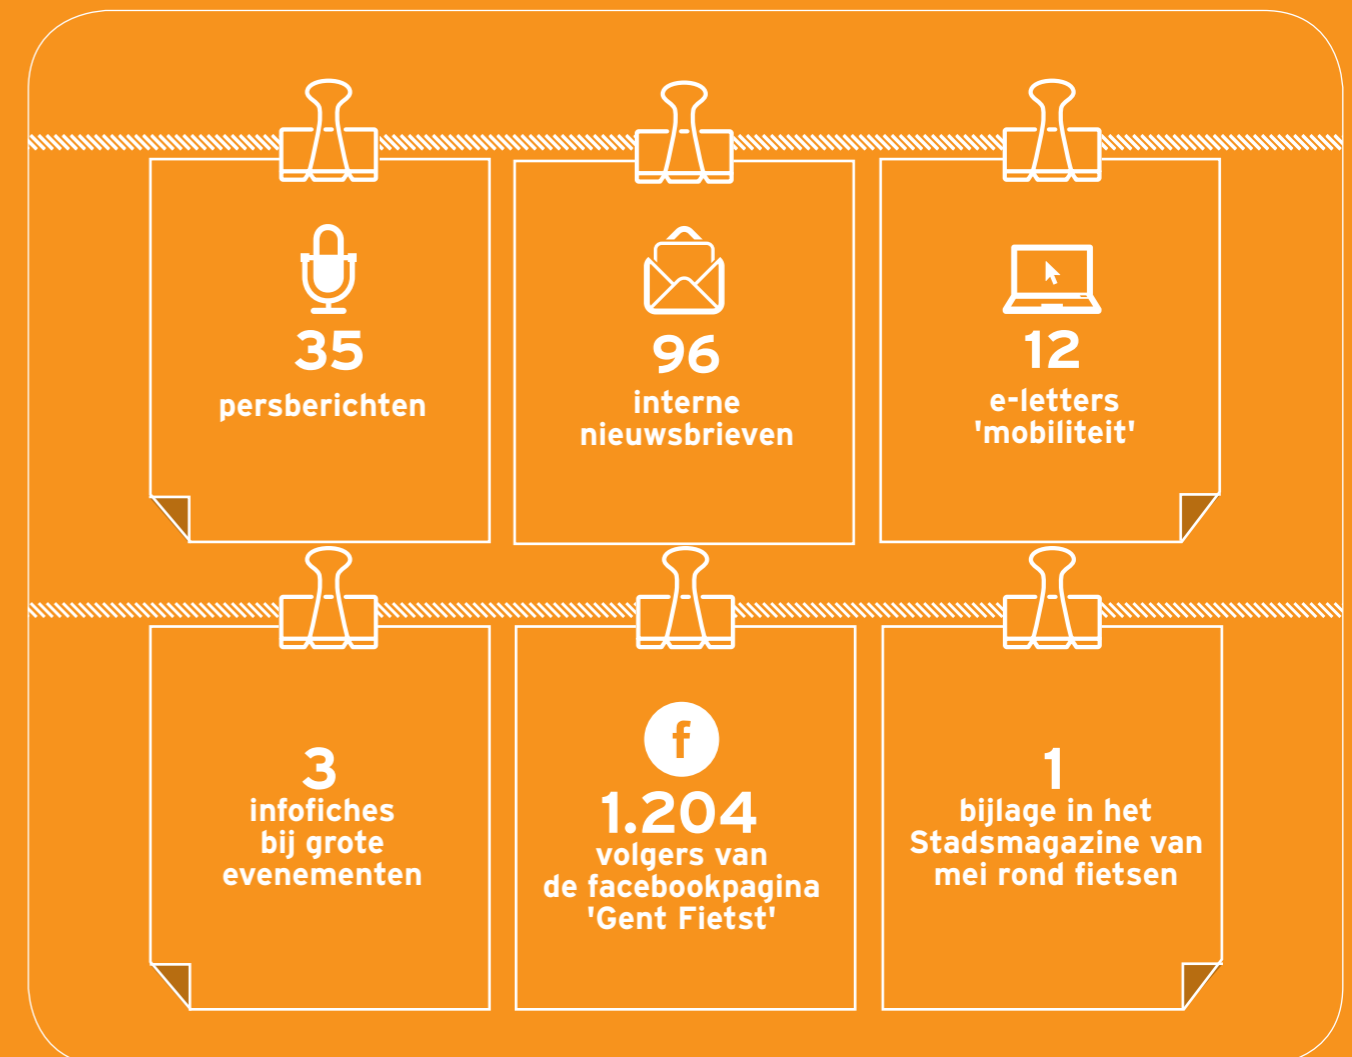 35
persberichten
96
interne
nieuwsbrieven
12
e-letters
'mobiliteit'
3
infofiches
bij grote
evenementen
f
1.204
volgers van
de facebookpagina
'Gent Fietst'
1
bijlage in het
Stadsmagazine van
mei rond fietsen